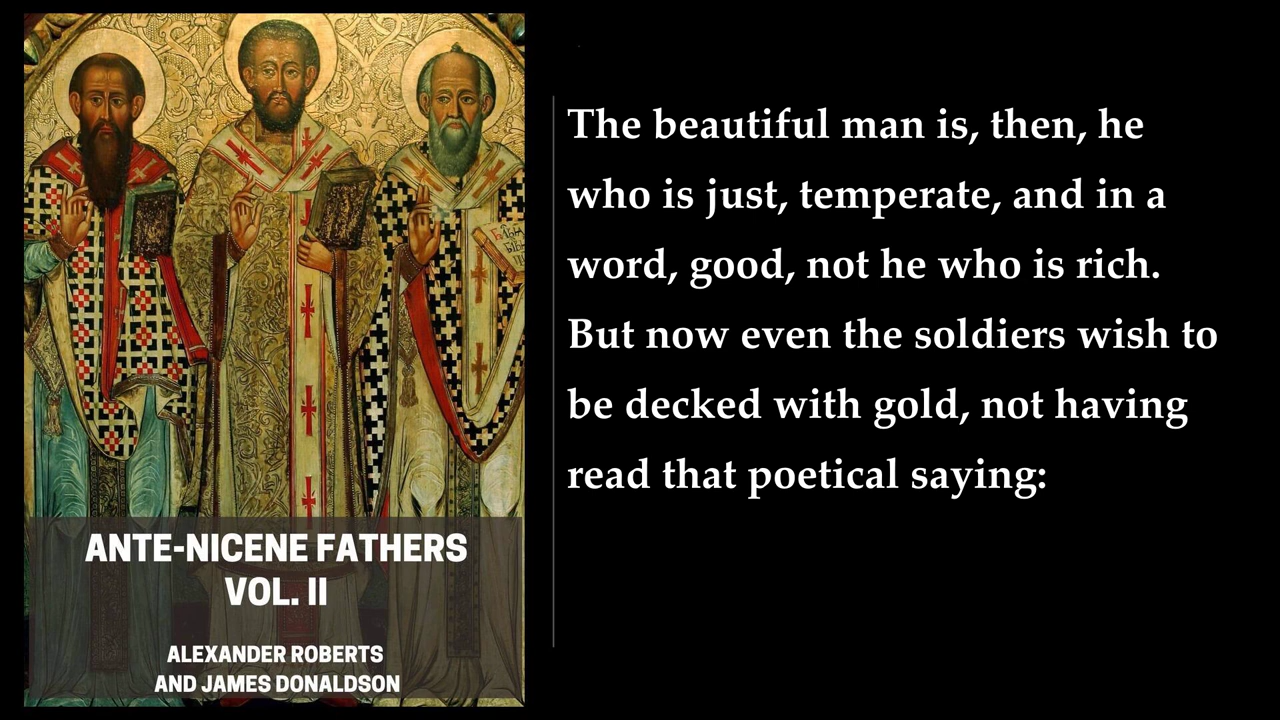 The beautiful man is, then, he
who is just, temperate, and in a
word, good, not he who is rich.
But now even the soldiers wish to
be decked with gold, not having
read that poetical saying:
ANTE-NICENE FATHERS
VOL. II
ALEXANDER ROBERTS
AND JAMES DONALDSON